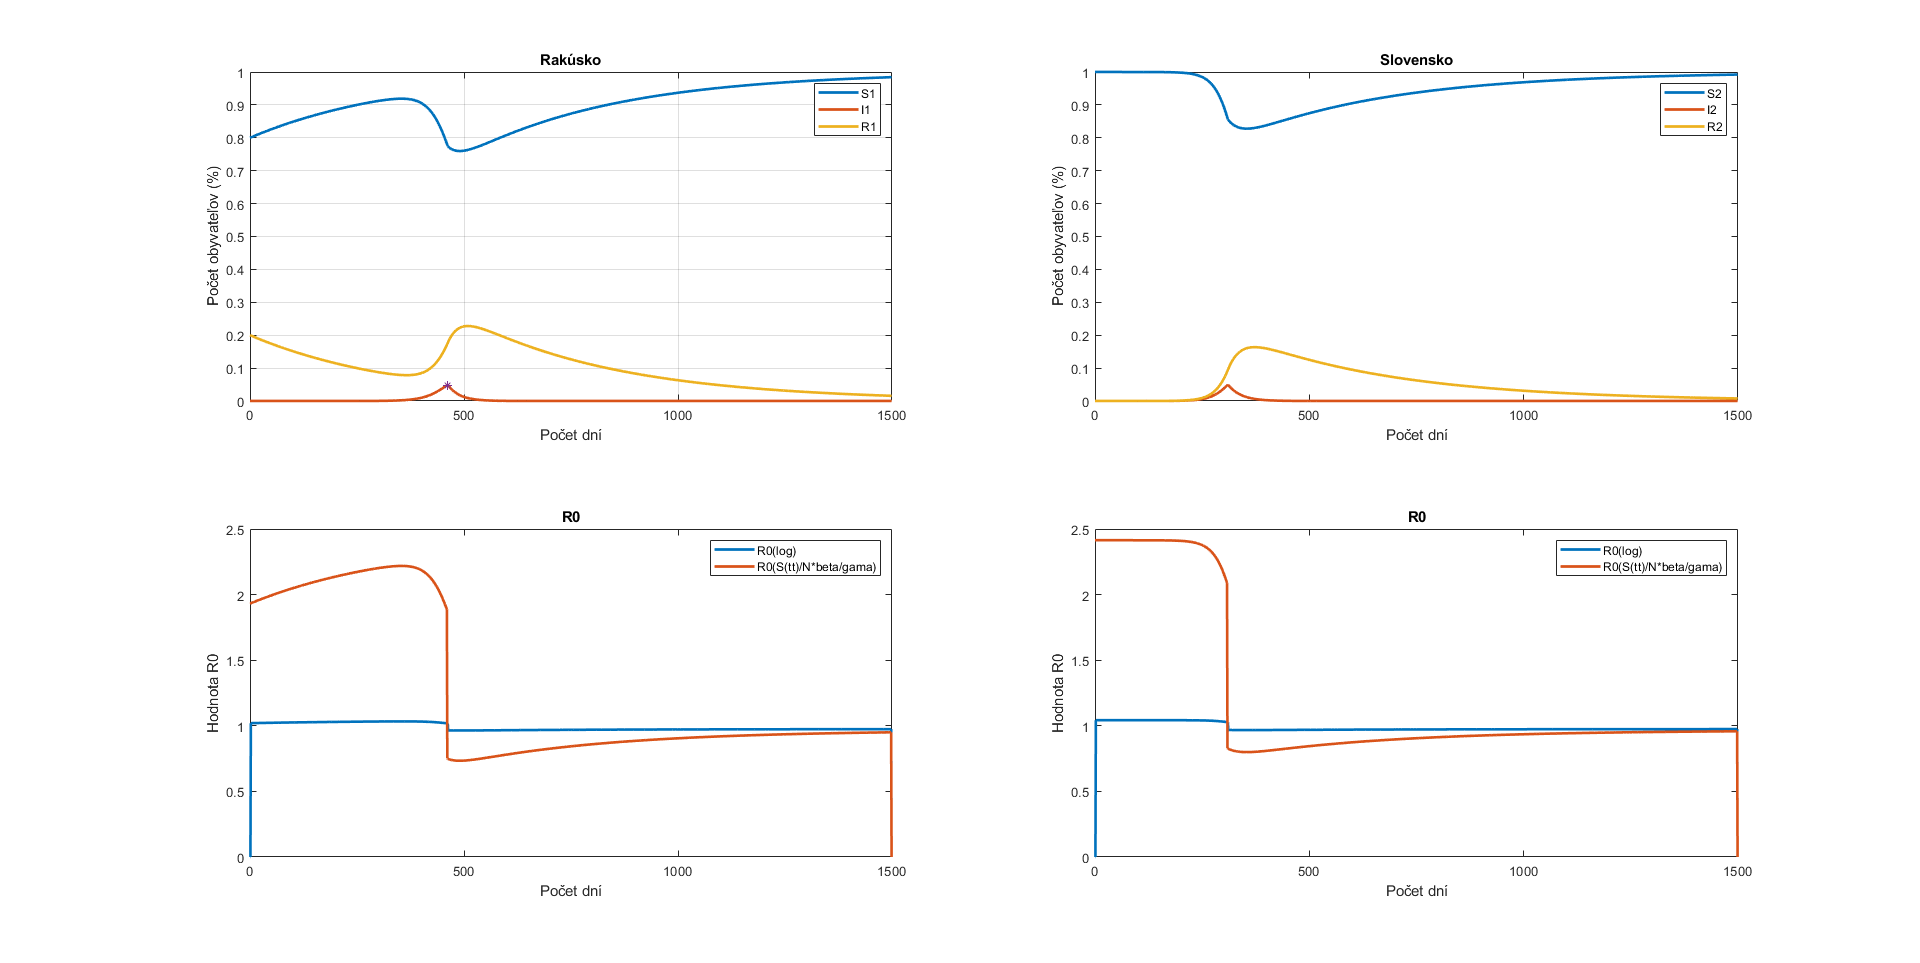 Rakúsko
1
0.9
0.8
0.7
0.6
0.5
0.4
0.3
0.2
0.1
0
Počet obyvateľov (%)
0 500 1000 1500
Počet dní
S1
I1
R1
Slovensko
1
0.9
0.8
0.7
0.6
0.5
0.4
0.3
0.2
0.1
0
Počet obyvateľov (%)
0 500 1000 1500
Počet dní
S2
I2
R2
R0
2.5
2
1.5
1
0.5
0
Hodnota R0
0 500 1000 1500
Počet dní
R0(log)
R0(S(tt)/N*beta/gama)
R0
2.5
2
1.5
1
0.5
0
Hodnota R0
0 500 1000 1500
Počet dní
R0(log)
R0(S(tt)/N*beta/gama)